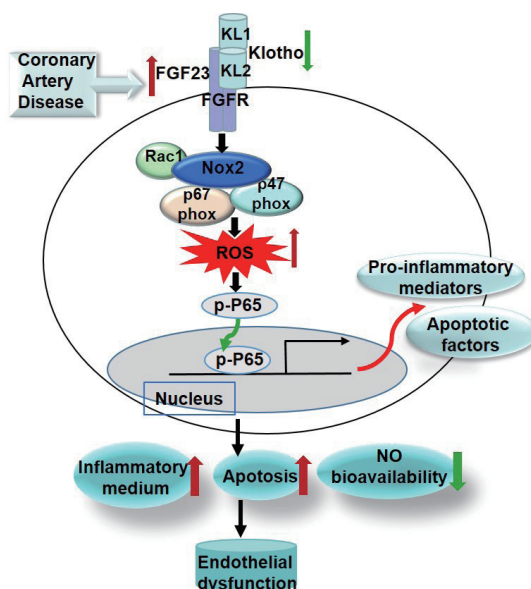 KL1
Coronary
Artery
Disease
FGF23
KL2
Klotho
FGFR
Rac1
Nox2
p67
phox
p47
phox
ROS
p-P65
p-P65
Nucleus
Pro-inflammatory
mediators
Apoptotic
factors
Inflammatory
medium
Apotosis
NO
bioavailability
Endothelial
dysfunction